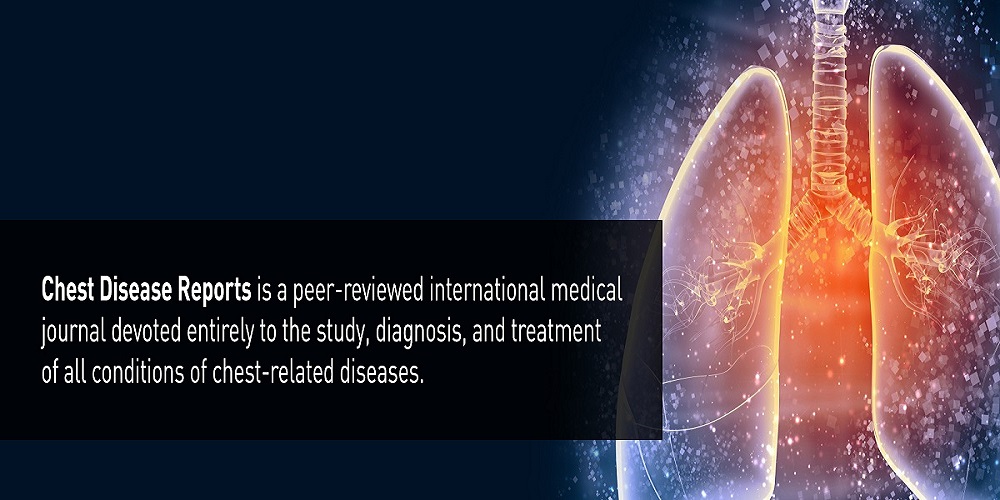 Chest Disease Reports is a peer-reviewed international medical
journal devoted entirely to the study, diagnosis, and treatment
of all conditions of chest-related diseases.